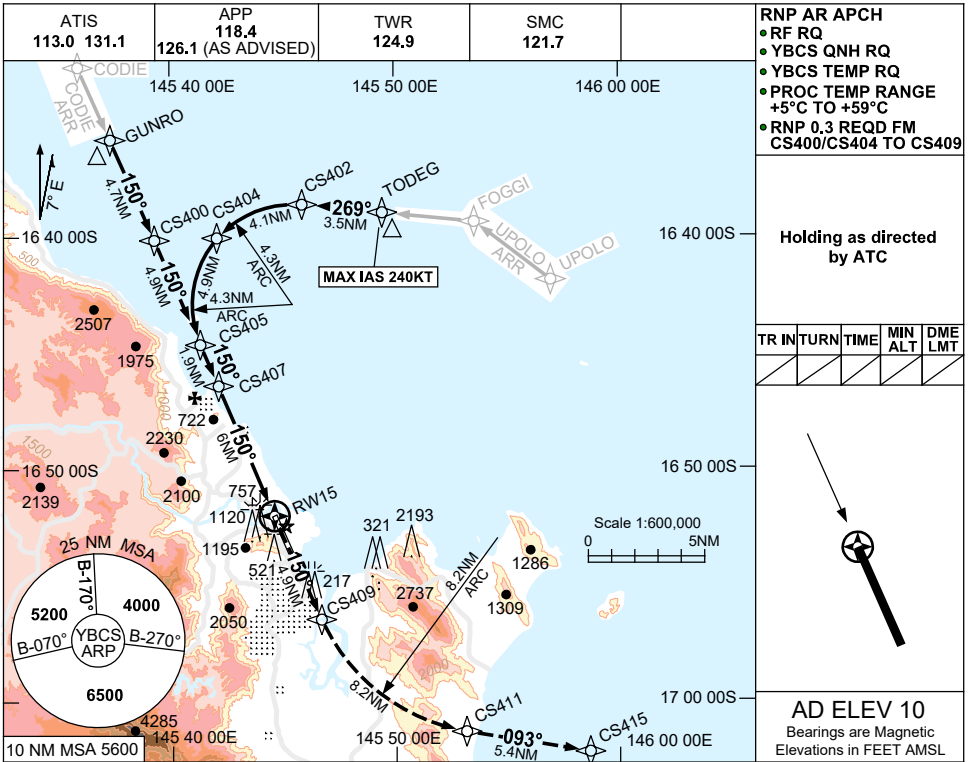 ATIS
113.0 131.1
APP
118.4
126.1 (AS ADVISED)
TWR
124.9
SMC
121.7
RNP AR APCH
RF RQ
YBCS QNH RQ
YBCS TEMP RQ
PROC TEMP RANGE
+5°C TO +59°C
RNP 0.3 REQD FM
CS400/CS404 TO CS409
Holding as directed
by ATC
TR IN
TURN
TIME
MIN
ALT
DME
LMT
AD ELEV 10
Bearings are Magnetic
Elevations in FEET AMSL
145 40 00E
145 50 00E
146 00 00E
CODIE
CODIE
ARR
GUNRO
7° E
150°
4.7NM
CS400
CS404
CS402
TODEG
FOGGI
UPOLO
ARR
UPOLO
4.1NM
269°
3.5NM
MAX IAS 240KT
16 40 00S
16 40 00S
500
150°
4.9NM
4.9NM
4.3NM
ARC
4.3NM
ARC
2507
1975
CS405
150°
1.9NM
CS407
1000
722
150°
6NM
2230
1500
16 50 00S
16 50 00S
2139
2100
757
RW15
1120
1195
521
150°
4.9NM
217
321
2193
Scale 1:600,000
0
5NM
8.2NM
ARC
1286
1309
2737
2050
CS409
2000
8.2NM
25 NM MSA
B-170°
5200
4000
B-070°
B-270°
YBCS
ARP
6500
4285
10 NM MSA 5600
17 00 00S
CS411
093°
5.4NM
CS415
145 40 00E
145 50 00E
146 00 00E